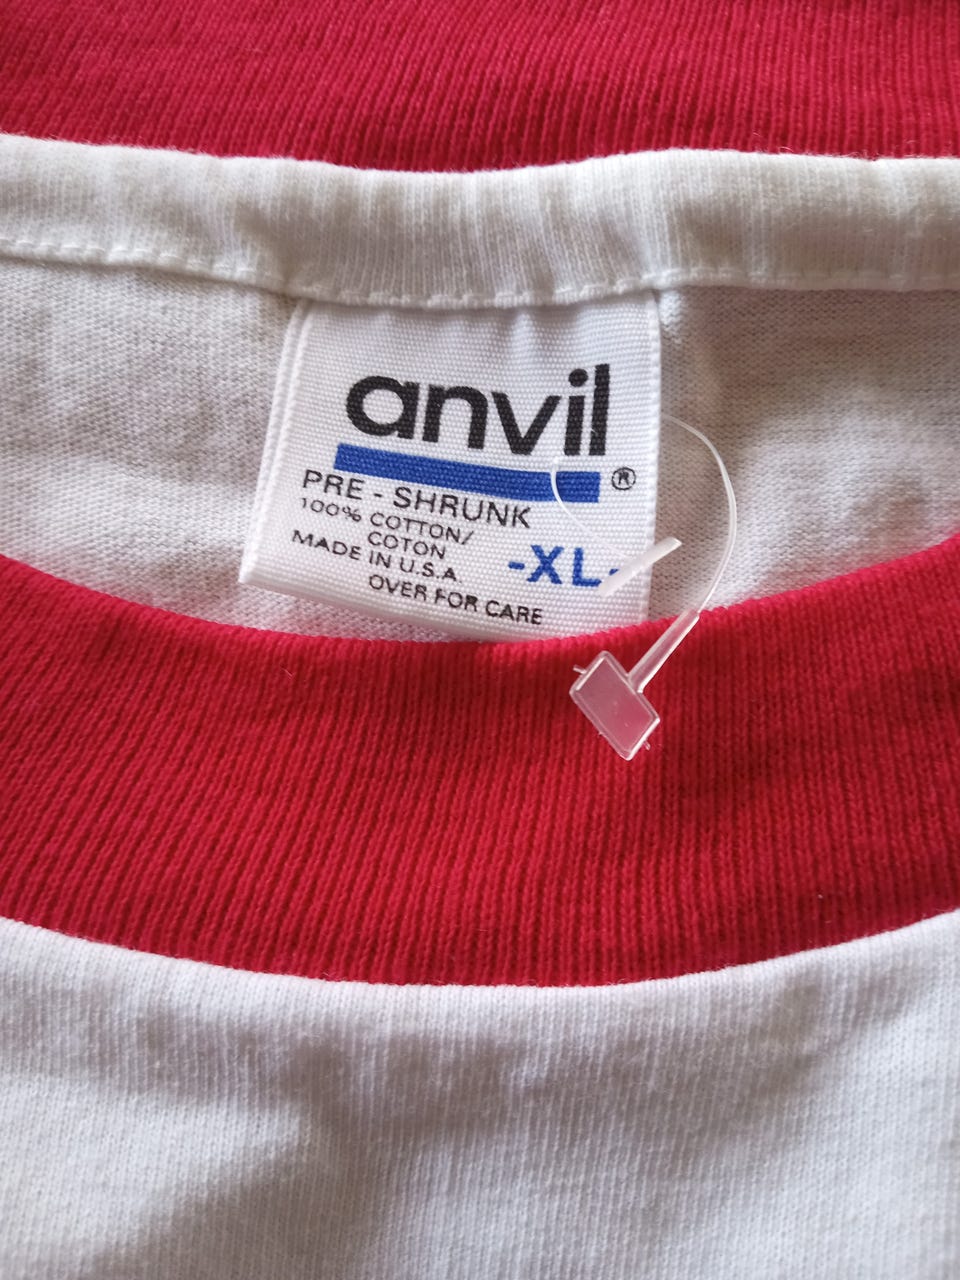 anvil®
PRE - SHRUNK
100% COTTON/
COTON
MADE IN U.S.A.
-XL-
OVER FOR CARE